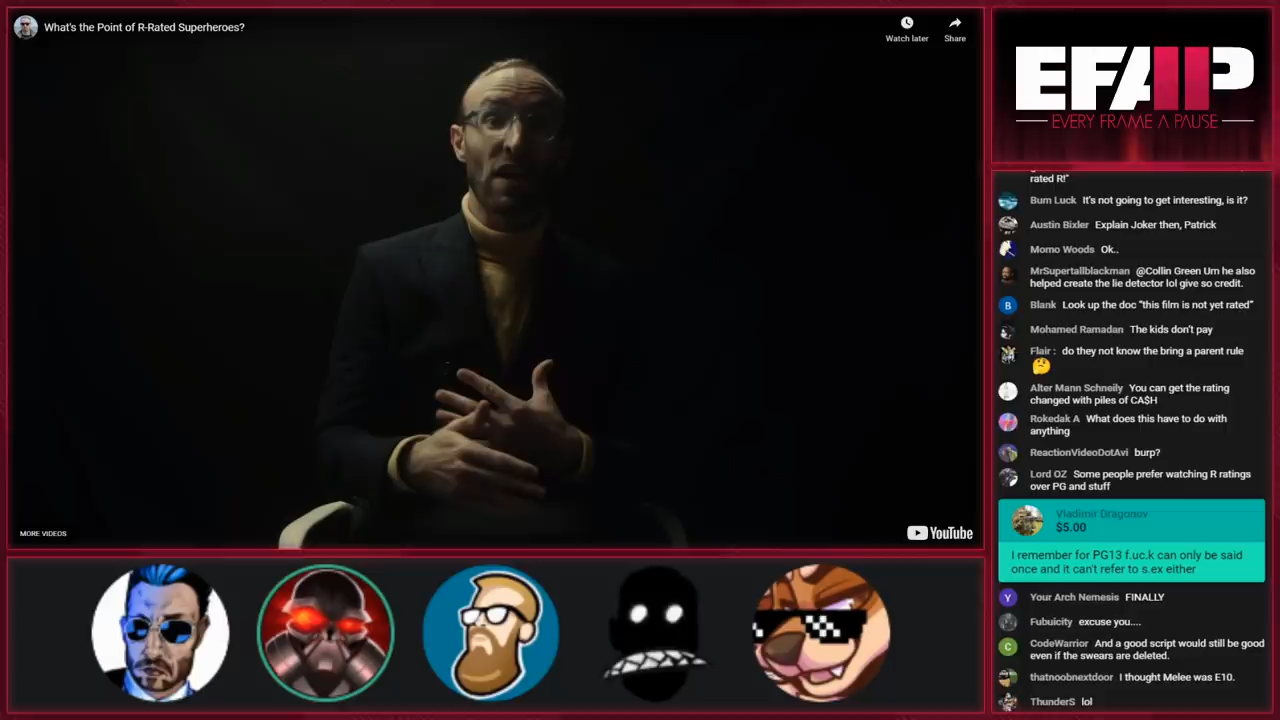 What's the Point of R-Rated Superheroes?
Watch later
Share
MORE VIDEOS
YouTube
EFAP
EVERY FRAME A PAUSE
rated R!"
Bum Luck It's not going to get interesting, is it?
Austin Bixler Explain Joker then, Patrick
Momo Woods Ok..
MrSupertallblackman @Collin Green Um he also
helped create the lie detector lol give so credit.
B Blank Look up the doc "this film is not yet rated"
Mohamed Ramadan The kids don't pay
Flair : do they not know the bring a parent rule
Alter Mann Schneily You can get the rating
changed with piles of CA$H
Rokedak A What does this have to do with
anything
ReactionVideoDotAvi burp?
Lord OZ Some people prefer watching R ratings
over PG and stuff
Vladimir Dragonov
$5.00
I remember for PG13 f.uc.k can only be said
once and it can't refer to s.ex either
Y Your Arch Nemesis FINALLY
Fubuicity excuse you....
C CodeWarrior And a good script would still be good
even if the swears are deleted.
thatnoobnextdoor I thought Melee was E10.
ThunderS lol